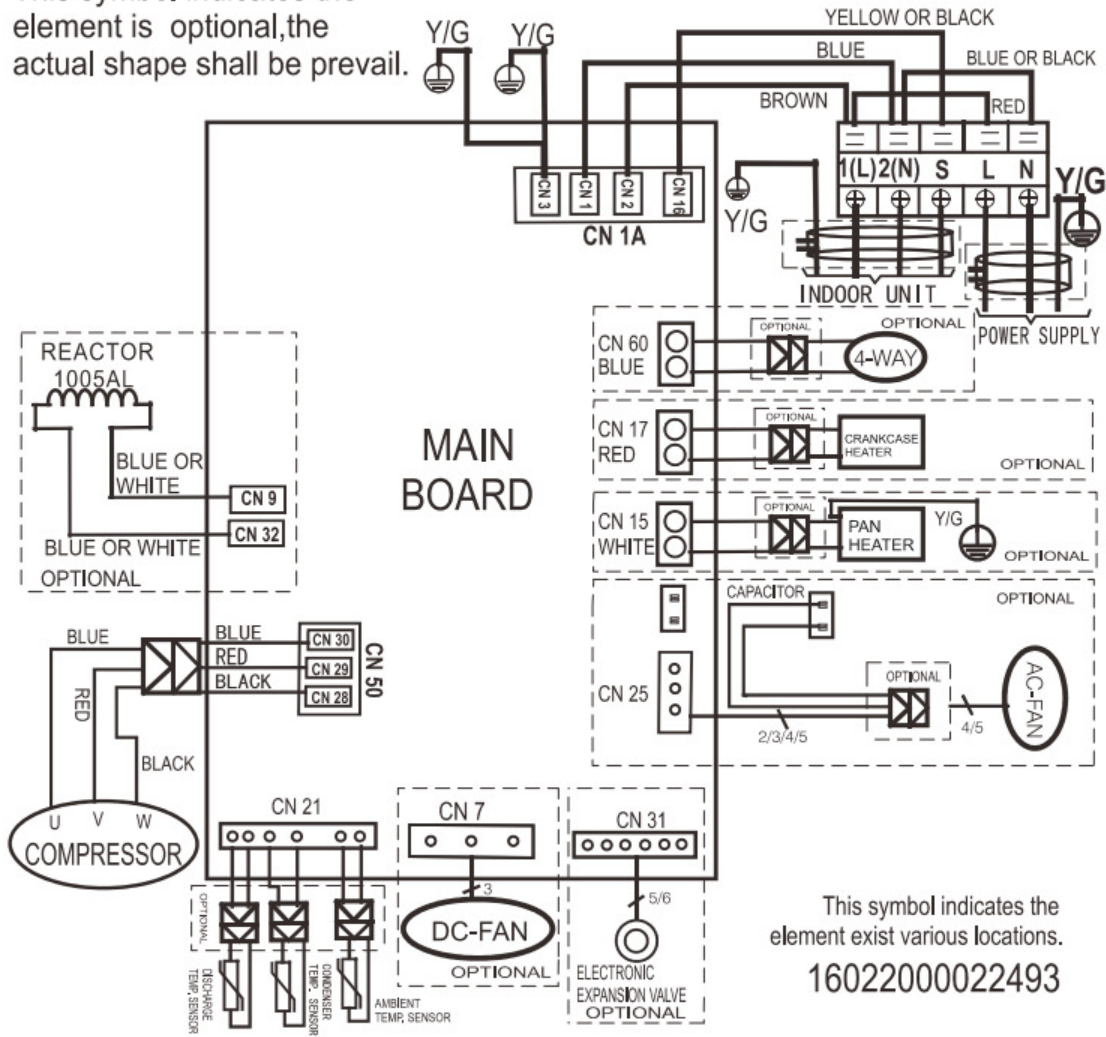 element is optional,the
actual shape shall be prevail.
Y/G
Y/G
YELLOW OR BLACK
BLUE
BLUE OR BLACK
BROWN
RED
1(L) 2(N) S L N
Y/G
Y/G
CN 3
CN 1
CN 2
CN 16
CN 1A
INDOOR UNIT
POWER SUPPLY
REACTOR
1005AL
BLUE OR
WHITE
CN 9
CN 32
BLUE OR WHITE
OPTIONAL
MAIN
BOARD
CN 60
BLUE
OPTIONAL
OPTIONAL
4-WAY
CN 17
RED
OPTIONAL
CRANKCASE
HEATER
OPTIONAL
CN 15
WHITE
OPTIONAL
PAN
HEATER
Y/G
OPTIONAL
CAPACITOR
OPTIONAL
CN 25
OPTIONAL
2/3/4/5
4/5
AC-FAN
BLUE
RED
BLACK
BLUE
RED
BLACK
CN 30
CN 29
CN 28
CN 50
U V W
COMPRESSOR
CN 21
OPTIONAL
DISCHARGE
TEMP. SENSOR
CONDENSER
TEMP. SENSOR
AMBIENT
TEMP. SENSOR
CN 7
3
DC-FAN
OPTIONAL
CN 31
5/6
ELECTRONIC
EXPANSION VALVE
OPTIONAL
This symbol indicates the
element exist various locations.
16022000022493